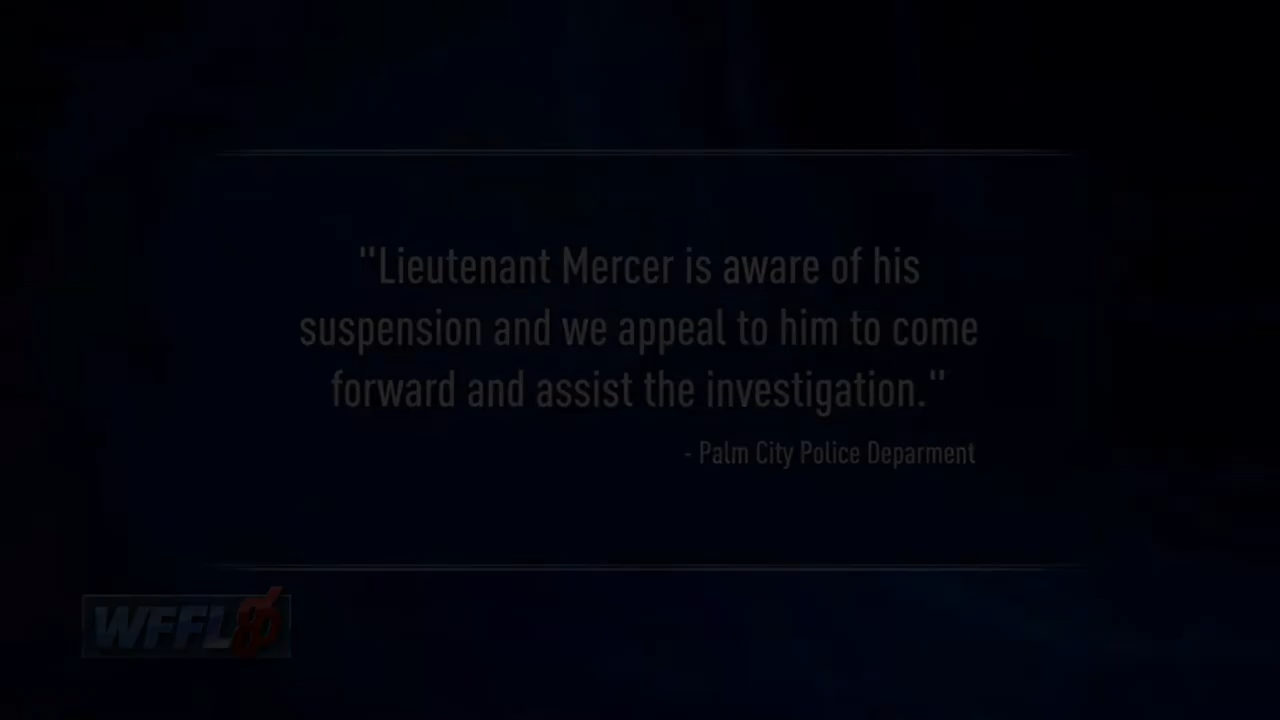 "Lieutenant Mercer is aware of his
suspension and we appeal to him to come
forward and assist the investigation."
- Palm City Police Deparment
WFFL86